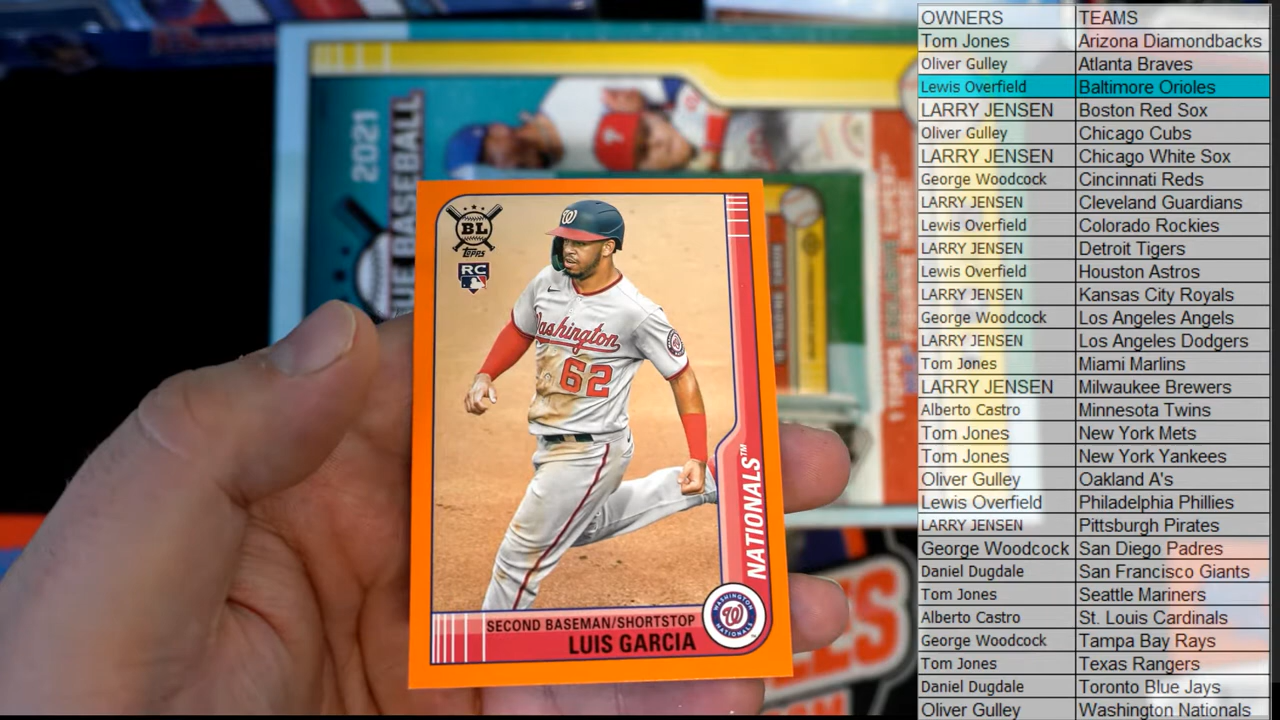 OWNERS TEAMS
Tom Jones Arizona Diamondbacks
Oliver Gulley Atlanta Braves
Lewis Overfield Baltimore Orioles
LARRY JENSEN Boston Red Sox
Oliver Gulley Chicago Cubs
LARRY JENSEN Chicago White Sox
George Woodcock Cincinnati Reds
LARRY JENSEN Cleveland Guardians
Lewis Overfield Colorado Rockies
LARRY JENSEN Detroit Tigers
Lewis Overfield Houston Astros
LARRY JENSEN Kansas City Royals
George Woodcock Los Angeles Angels
LARRY JENSEN Los Angeles Dodgers
Tom Jones Miami Marlins
LARRY JENSEN Milwaukee Brewers
Alberto Castro Minnesota Twins
Tom Jones New York Mets
Tom Jones New York Yankees
Oliver Gulley Oakland A's
Lewis Overfield Philadelphia Phillies
LARRY JENSEN Pittsburgh Pirates
George Woodcock San Diego Padres
Daniel Dugdale San Francisco Giants
Tom Jones Seattle Mariners
Alberto Castro St. Louis Cardinals
George Woodcock Tampa Bay Rays
Tom Jones Texas Rangers
Daniel Dugdale Toronto Blue Jays
Oliver Gulley Washington Nationals
2021
UE BASEBALL
BL
Topps
RC
W
Washington
62
NATIONALS™
WASHINGTON
NATIONALS
SECOND BASEMAN/SHORTSTOP
LUIS GARCIA